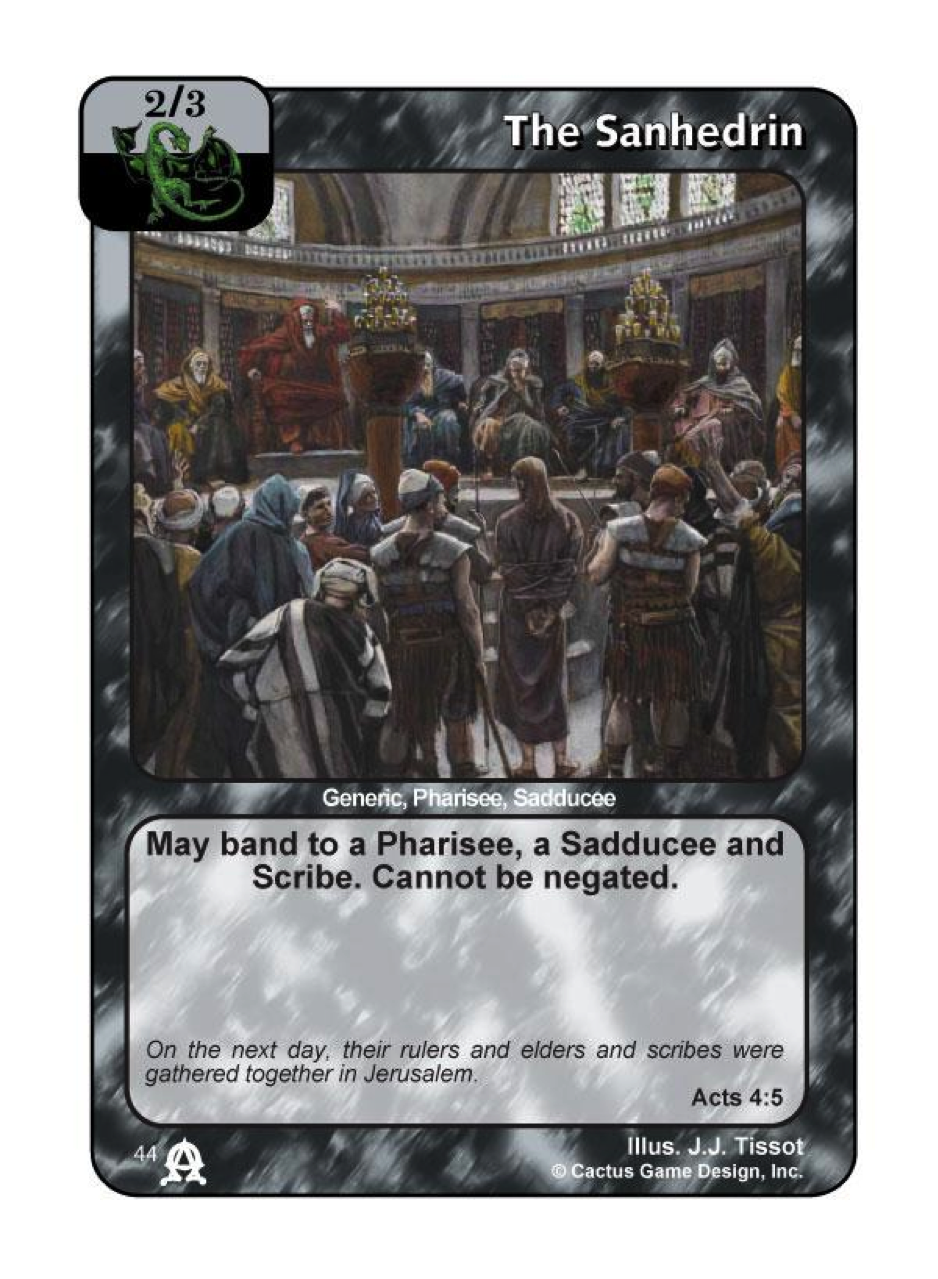 2/3
The Sanhedrin
Generic, Pharisee, Sadducee
May band to a Pharisee, a Sadducee and
Scribe. Cannot be negated.
On the next day, their rulers and elders and scribes were
gathered together in Jerusalem.
Acts 4:5
44
Illus. J.J. Tissot
© Cactus Game Design, Inc.